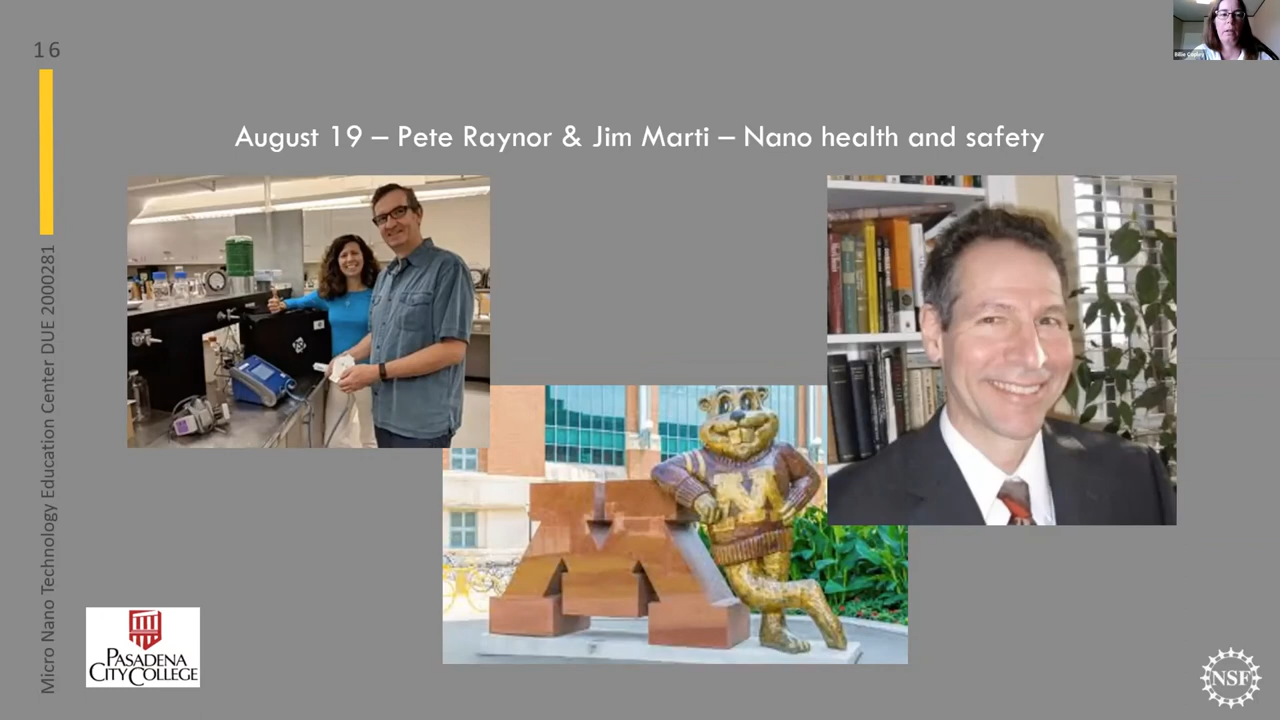 16
August 19 – Pete Raynor & Jim Marti – Nano health and safety
Micro Nano Technology Education Center DUE 2000281
M
PASADENA
CITY COLLEGE
NSF